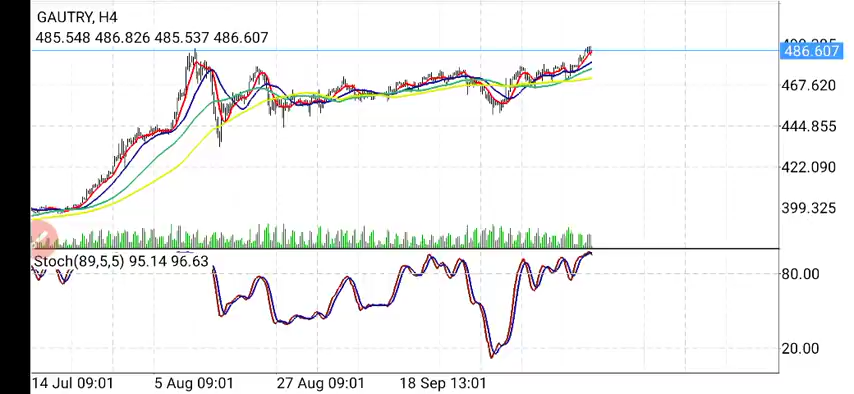 GAUTRY, H4
485.548 486.826 485.537 486.607
486.607
467.620
444.855
422.090
399.325
Stoch(89,5,5) 95.14 96.63
80.00
20.00
14 Jul 09:01 5 Aug 09:01 27 Aug 09:01 18 Sep 13:01